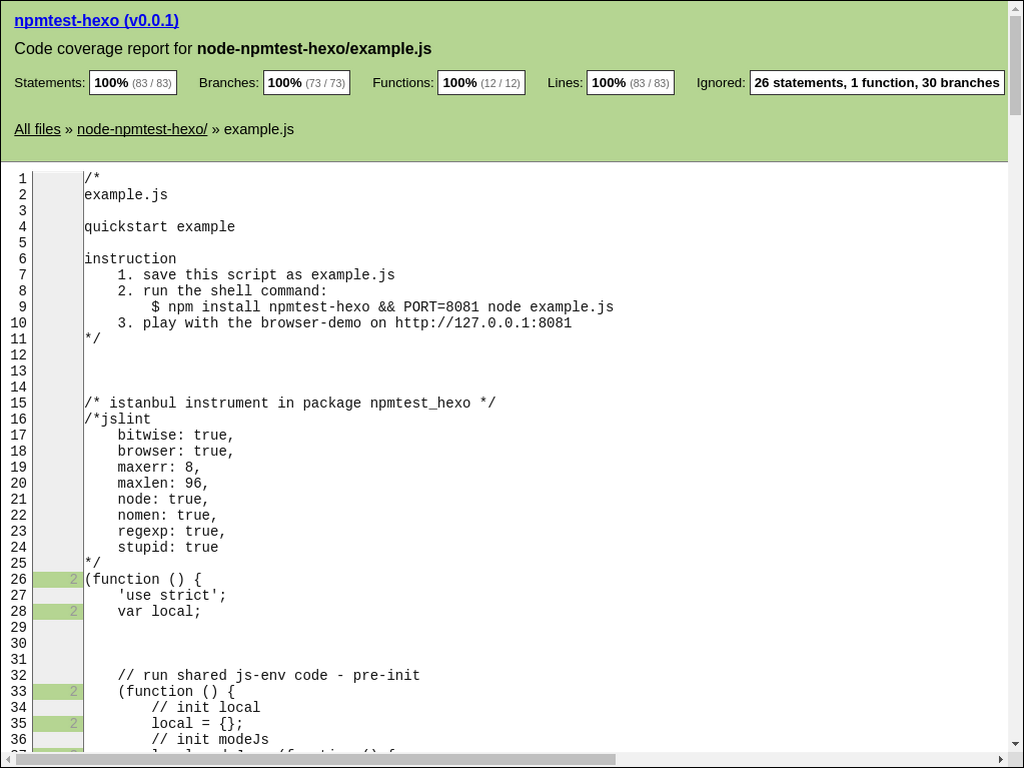 npmtest-hexo (v0.0.1)
Code coverage report for node-npmtest-hexo/example.js
Statements: 100% (83 / 83) Branches: 100% (73 / 73) Functions: 100% (12 / 12) Lines: 100% (83 / 83) Ignored: 26 statements, 1 function, 30 branches
All files » node-npmtest-hexo/ » example.js
1 /*
2 example.js
3
4 quickstart example
5
6 instruction
7     1. save this script as example.js
8     2. run the shell command:
9         $ npm install npmtest-hexo && PORT=8081 node example.js
10     3. play with the browser-demo on http://127.0.0.1:8081
11 */
12
13
14
15 /* istanbul instrument in package npmtest_hexo */
16 /*jslint
17     bitwise: true,
18     browser: true,
19     maxerr: 8,
20     maxlen: 96,
21     node: true,
22     nomen: true,
23     regexp: true,
24     stupid: true
25 */
26 2 (function () {
27     'use strict';
28 2     var local;
29
30
31
32     // run shared js-env code - pre-init
33 2     (function () {
34         // init local
35 2         local = {};
36         // init modeJs